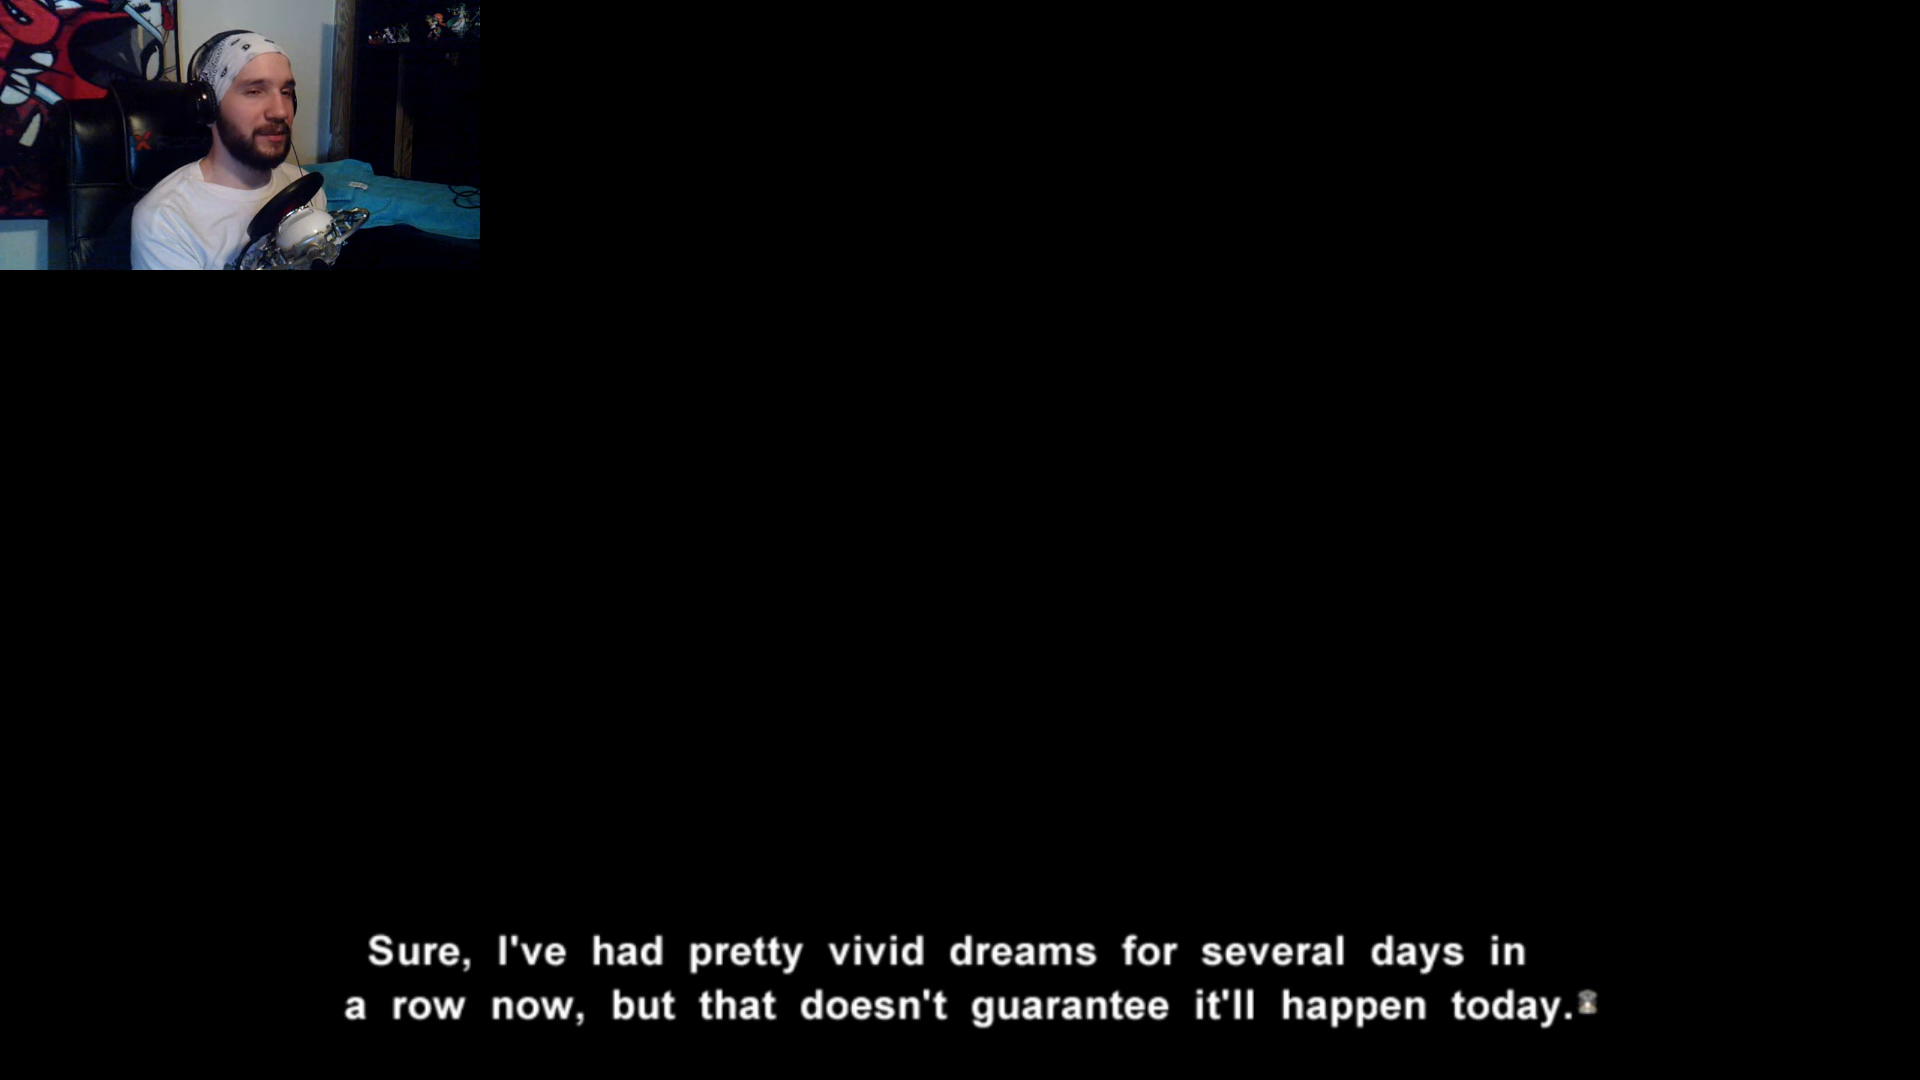 Sure, I've had pretty vivid dreams for several days in
a row now, but that doesn't guarantee it'll happen today.